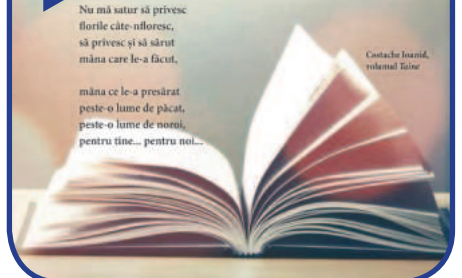 Nu mă satur să privesc
florile câte-nfloresc,
să privesc și să sărut
mâna care le-a făcut,
mâna ce le-a presărat
peste-o lume de păcat,
peste-o lume de noroi,
pentru tine... pentru noi...
Costache Ioanid,
volumul Taine